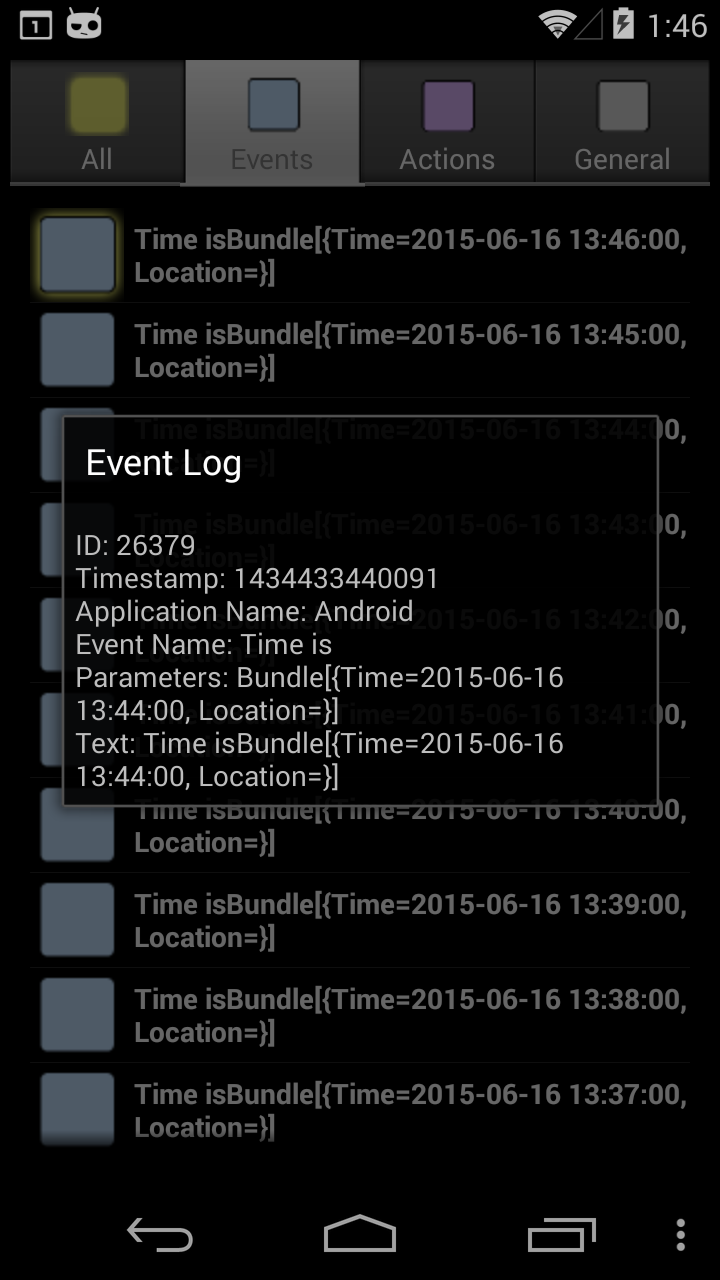 1
1:46
All
Events
Actions
General
Time isBundle[{Time=2015-06-16 13:46:00,
Location=}]
Time isBundle[{Time=2015-06-16 13:45:00,
Location=}]
Time isBundle[{Time=2015-06-16 13:44:00,
Event Log
Time isBundle[{Time=2015-06-16 13:43:00,
ID: 26379
Timestamp: 1434433440091
Application Name: Android
Time isBundle[{Time=2015-06-16 13:42:00,
Event Name: Time is
Parameters: Bundle[{Time=2015-06-16
13:44:00, Location=}]
Time isBundle[{Time=2015-06-16 13:41:00,
Text: Time isBundle[{Time=2015-06-16
13:44:00, Location=}]
Time isBundle[{Time=2015-06-16 13:40:00,
Location=}]
Time isBundle[{Time=2015-06-16 13:39:00,
Location=}]
Time isBundle[{Time=2015-06-16 13:38:00,
Location=}]
Time isBundle[{Time=2015-06-16 13:37:00,
Location=}]